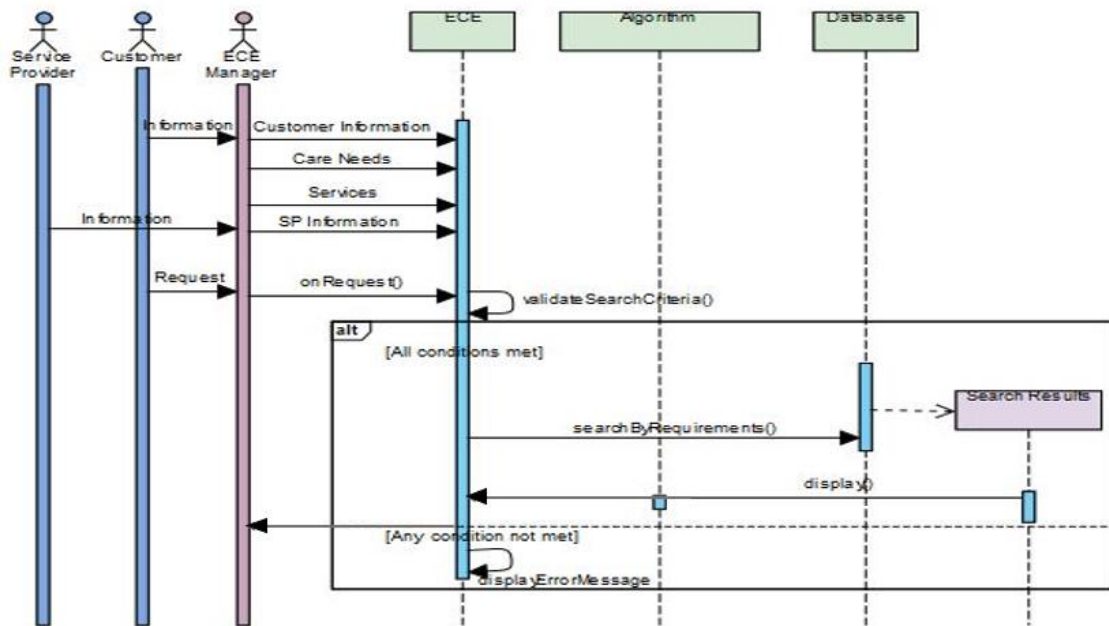 ECE
Algorithm
Database
Service
Provider
Customer
ECE
Manager
Information
Customer Information
Care Needs
Services
Information
SP Information
Request
onRequest()
validateSearchCriteria()
alt
[All conditions met]
Search Results
searchByRequirements()
display()
[Any condition not met]
displayErrorMessage